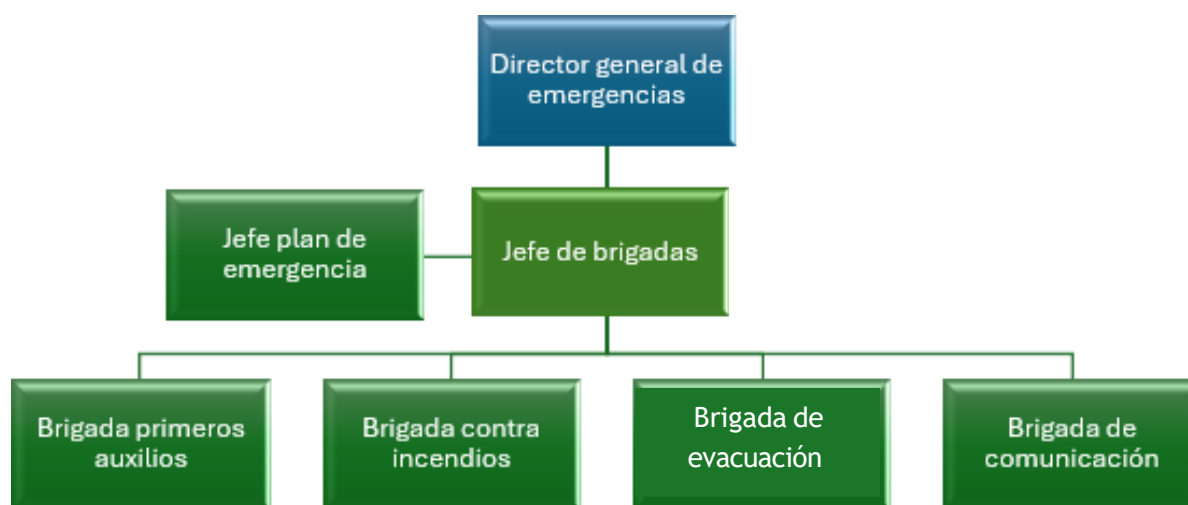 Director general de
emergencias
Jefe plan de
emergencia
Jefe de brigadas
Brigada primeros
auxilios
Brigada contra
incendios
Brigada de
evacuación
Brigada de
comunicación